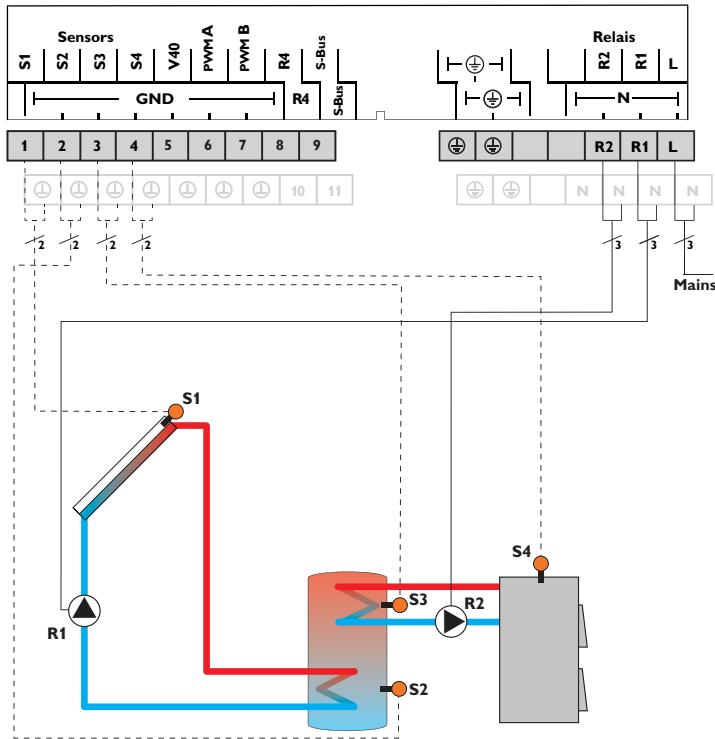 Sensors
Relais
S1 S2 S3 S4 V40 PWM A PWM B R4 S-Bus
R2 R1 L
GND R4 S-Bus
N
1 2 3 4 5 6 7 8 9
R2 R1 L
10 11
N N N N
2 2 2 2
3 3 3
Mains
S1
S4
S3
R2
R1
S2